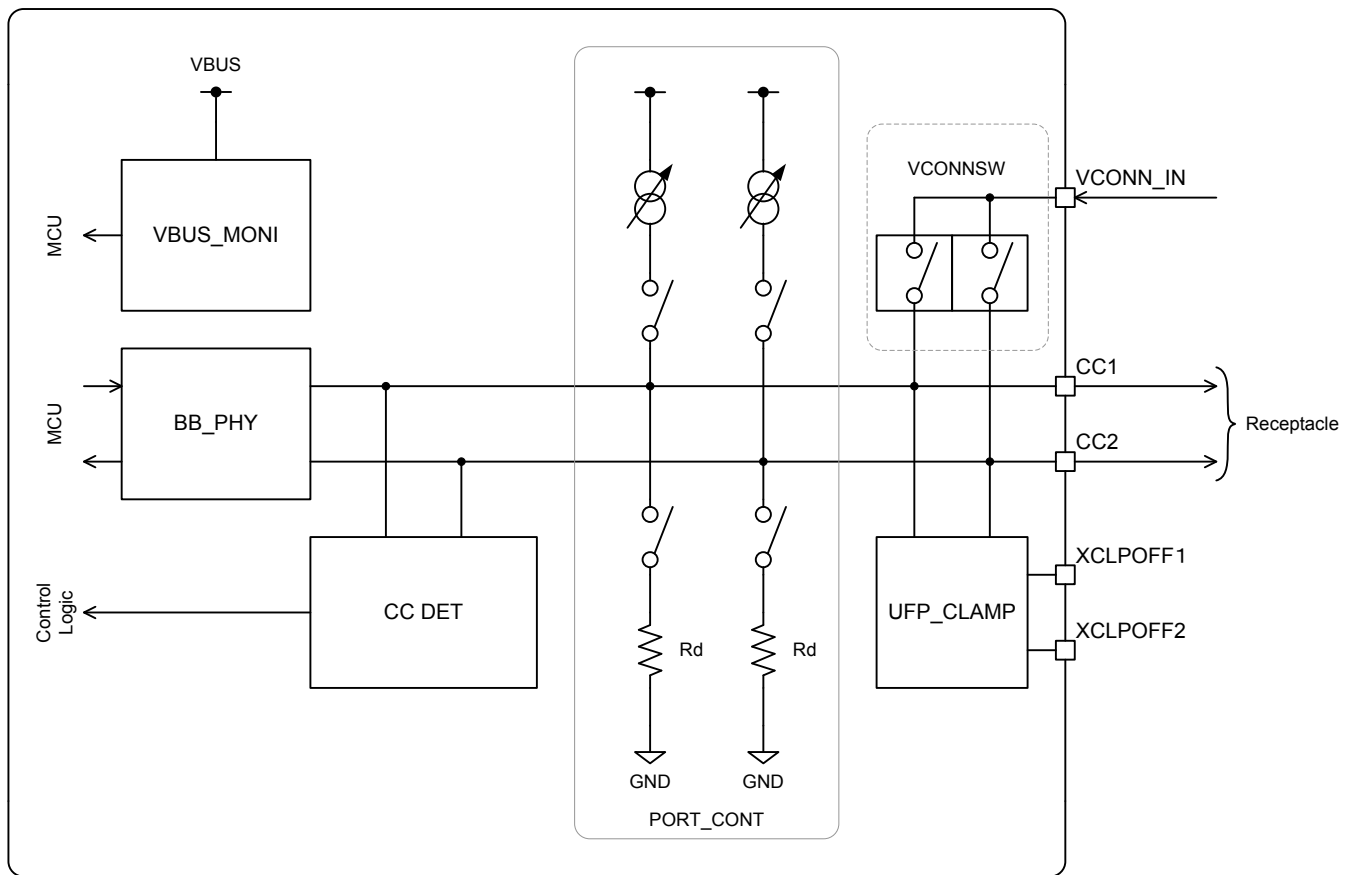 VBUS
VCONNSW
VCONN_IN
MCU
VBUS_MONI
CC1
MCU
BB_PHY
Receptacle
CC2
XCLPOFF1
Control
Logic
CC DET
UFP_CLAMP
XCLPOFF2
Rd
Rd
GND
GND
PORT_CONT